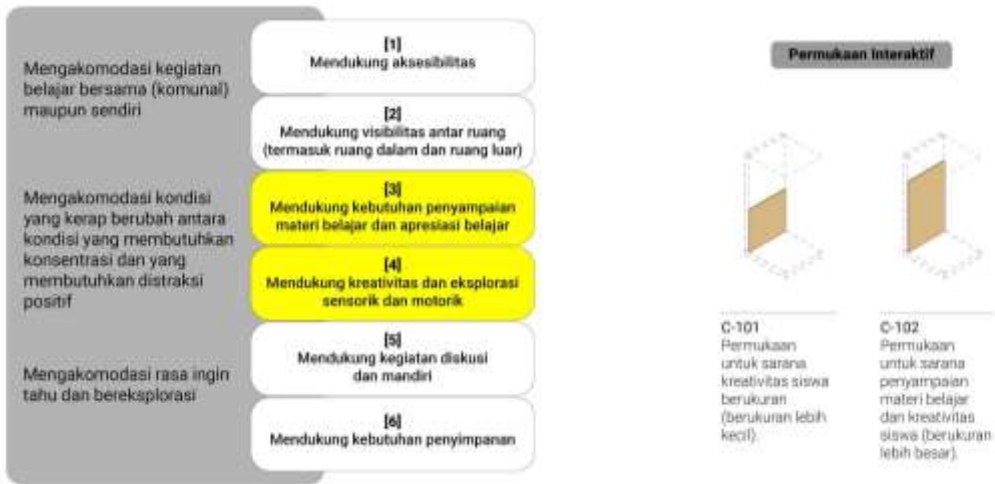 Mengakomodasi kegiatan
belajar bersama (komunal)
maupun sendiri
Mengakomodasi kondisi
yang kerap berubah antara
kondisi yang membutuhkan
konsentrasi dan yang
membutuhkan distraksi
positif
Mengakomodasi rasa ingin
tahu dan bereksplorasi
[1]
Mendukung aksesibilitas
[2]
Mendukung visibilitas antar ruang
(termasuk ruang dalam dan ruang luar)
[3]
Mendukung kebutuhan penyampaian
materi belajar dan apresiasi belajar
[4]
Mendukung kreativitas dan eksplorasi
sensorik dan motorik
[5]
Mendukung kegiatan diskusi
dan mandiri
[6]
Mendukung kebutuhan penyimpanan
Permukaan Interaktif
C-101
Permukaan
untuk sarana
kreativitas siswa
berukuran
(berukuran lebih
kecil).
C-102
Permukaan
untuk sarana
penyampaian
materi belajar
dan kreativitas
siswa (berukuran
lebih besar).